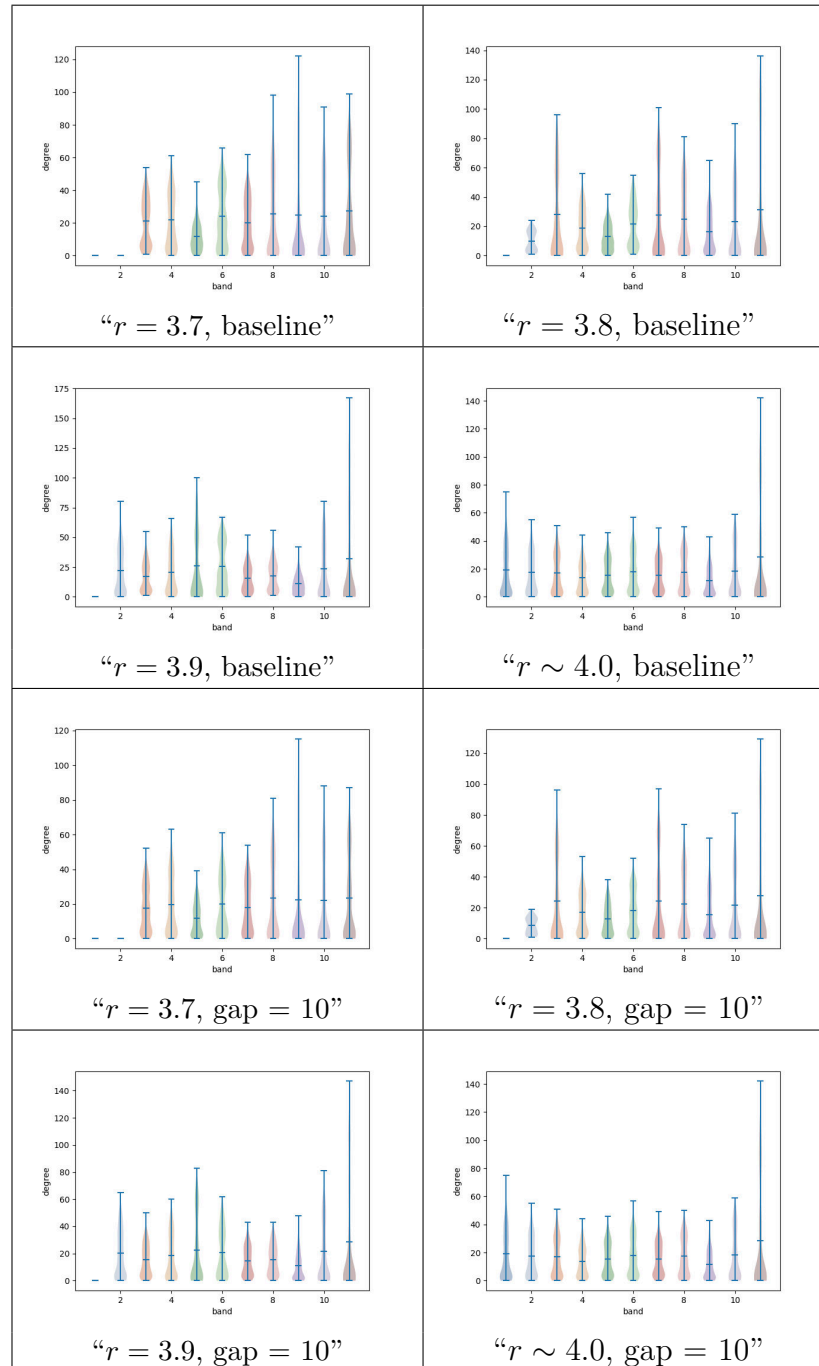 120
100
80
60
40
20
0
degree
2 4 6 8 10
band
“r = 3.7, baseline”
140
120
100
80
60
40
20
0
degree
2 4 6 8 10
band
“r = 3.8, baseline”
175
150
125
100
75
50
25
0
degree
2 4 6 8 10
band
“r = 3.9, baseline”
140
120
100
80
60
40
20
0
degree
2 4 6 8 10
band
“r ∼ 4.0, baseline”
120
100
80
60
40
20
0
degree
2 4 6 8 10
band
“r = 3.7, gap = 10”
120
100
80
60
40
20
0
degree
2 4 6 8 10
band
“r = 3.8, gap = 10”
140
120
100
80
60
40
20
0
degree
2 4 6 8 10
band
“r = 3.9, gap = 10”
140
120
100
80
60
40
20
0
degree
2 4 6 8 10
band
“r ∼ 4.0, gap = 10”